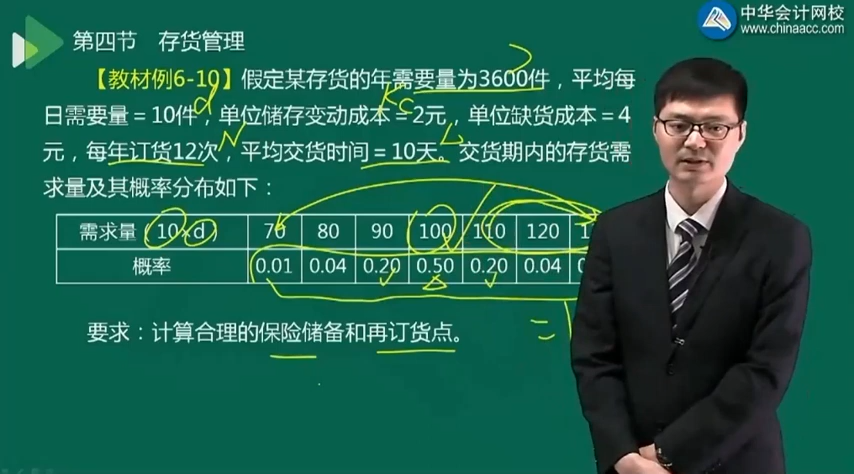 中华会计网校
www.chinaacc.com
第四节 存货管理
【教材例6-10】假定某存货的年需要量为3600件，平均每
日需要量＝10件，单位储存变动成本＝2元，单位缺货成本＝4
元，每年订货12次，平均交货时间＝10天。交货期内的存货需
求量及其概率分布如下：
d Kc
N L
需求量（10×d） 70 80 90 100 110 120
概率 0.01 0.04 0.20 0.50 0.20 0.04
要求：计算合理的保险储备和再订货点。